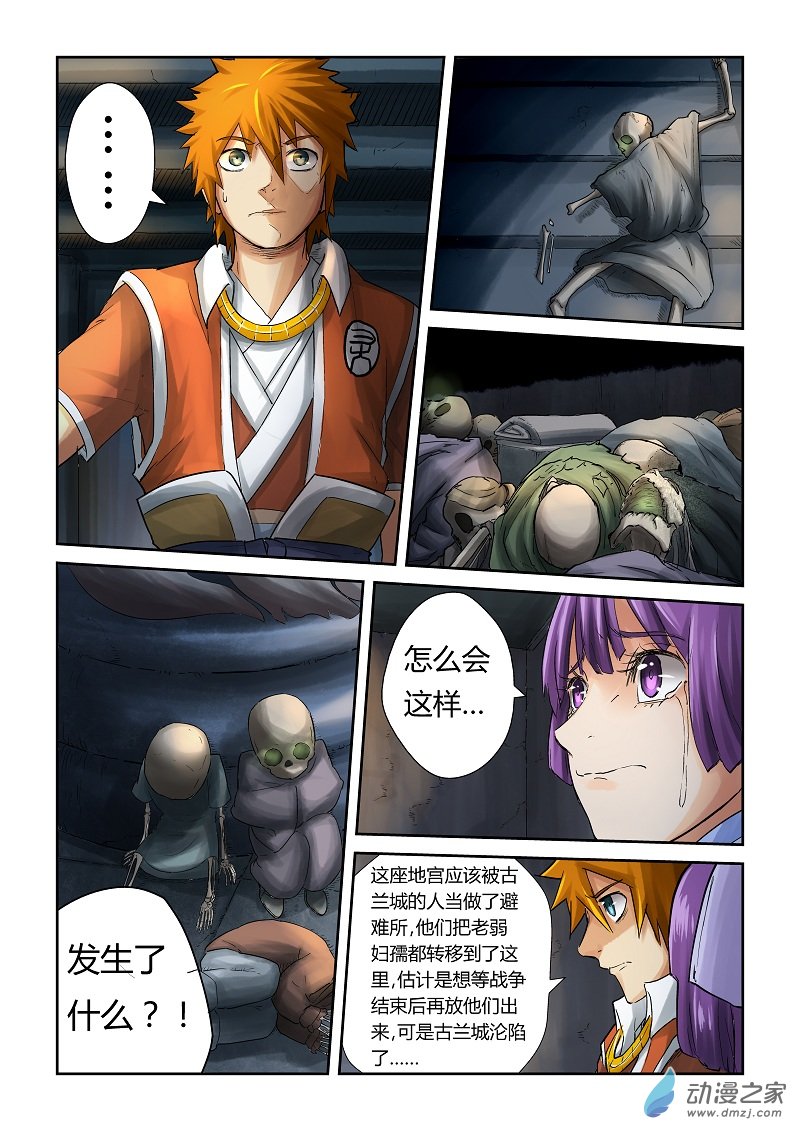 ……
灵
怎么会
这样…
发生了
什么？！
这座地宫应该被古
兰城的人当做了避
难所,他们把老弱
妇孺都转移到了这
里,估计是想等战争
结束后再放他们出
来,可是古兰城沦陷
了……
动漫之家
www.dmzj.com